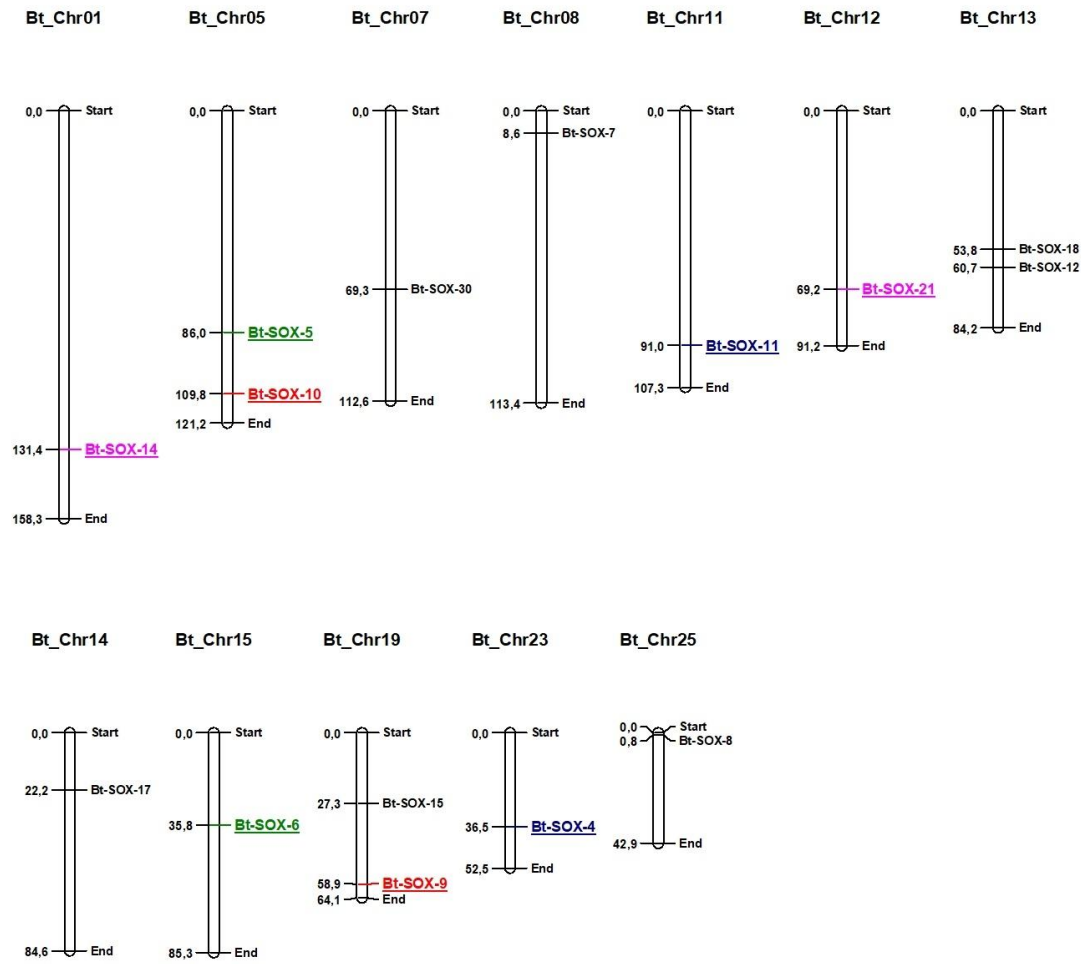 Bt_Chr01 Bt_Chr05 Bt_Chr07 Bt_Chr08 Bt_Chr11 Bt_Chr12 Bt_Chr13
0,0 Start 0,0 Start 0,0 Start 0,0 Start 0,0 Start 0,0 Start 0,0 Start
8,6 Bt-SOX-7
53,8 Bt-SOX-18
60,7 Bt-SOX-12
69,3 Bt-SOX-30 69,2 Bt-SOX-21
84,2 End
86,0 Bt-SOX-5
91,0 Bt-SOX-11 91,2 End
107,3 End
109,8 Bt-SOX-10
112,6 End 113,4 End
121,2 End
131,4 Bt-SOX-14
158,3 End
Bt_Chr14 Bt_Chr15 Bt_Chr19 Bt_Chr23 Bt_Chr25
0,0 Start 0,0 Start 0,0 Start 0,0 Start 0,0 Start
0,8 Bt-SOX-8
22,2 Bt-SOX-17
27,3 Bt-SOX-15
35,8 Bt-SOX-6 36,5 Bt-SOX-4
42,9 End
52,5 End
58,9 Bt-SOX-9
64,1 End
84,6 End 85,3 End